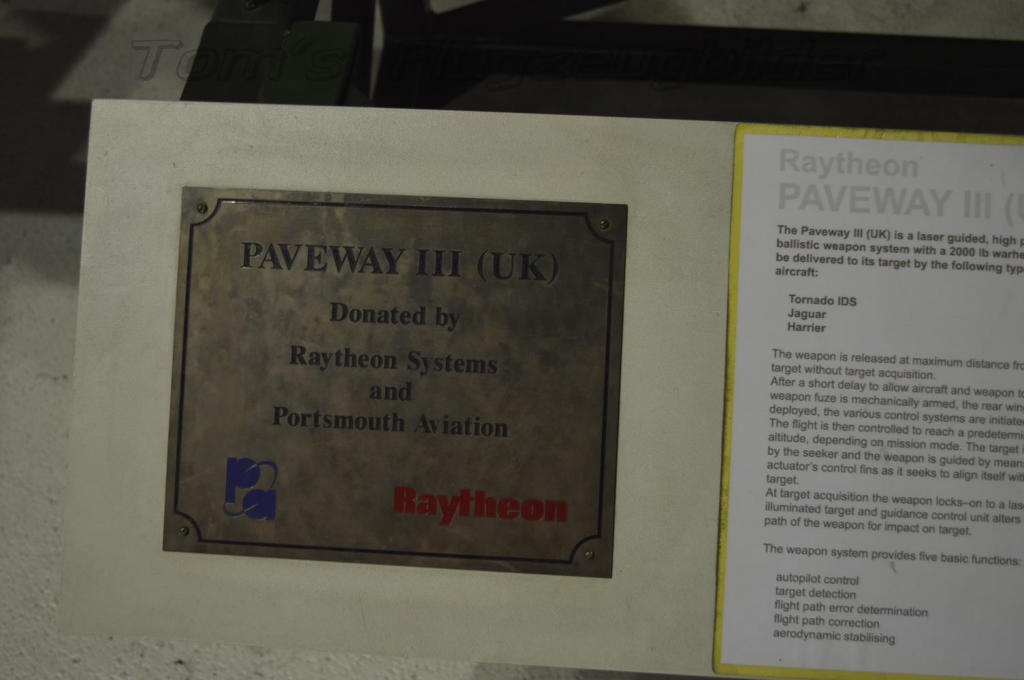 Tom's Flugzeugbilder
PAVEWAY III (UK)
Donated by
Raytheon Systems
and
Portsmouth Aviation
pa
Raytheon
Raytheon
PAVEWAY III (
The Paveway III (UK) is a laser guided, high
ballistic weapon system with a 2000 lb
be delivered to its target by the following
aircraft:
Tornado IDS
Jaguar
Harrier
The weapon is released at maximum distance
target without target acquisition.
After a short delay to allow aircraft and weapon
weapon fuze is mechanically armed, the rear
deployed, the various control systems are
The flight is then controlled to reach a
altitude, depending on mission mode. The target
by the seeker and the weapon is guided by
actuator's control fins as it seeks to align itself
target.
At target acquisition the weapon locks–on to a
illuminated target and guidance control unit alters
path of the weapon for impact on target.
The weapon system provides five basic functions:
autopilot control
target detection
flight path error determination
flight path correction
aerodynamic stabilising